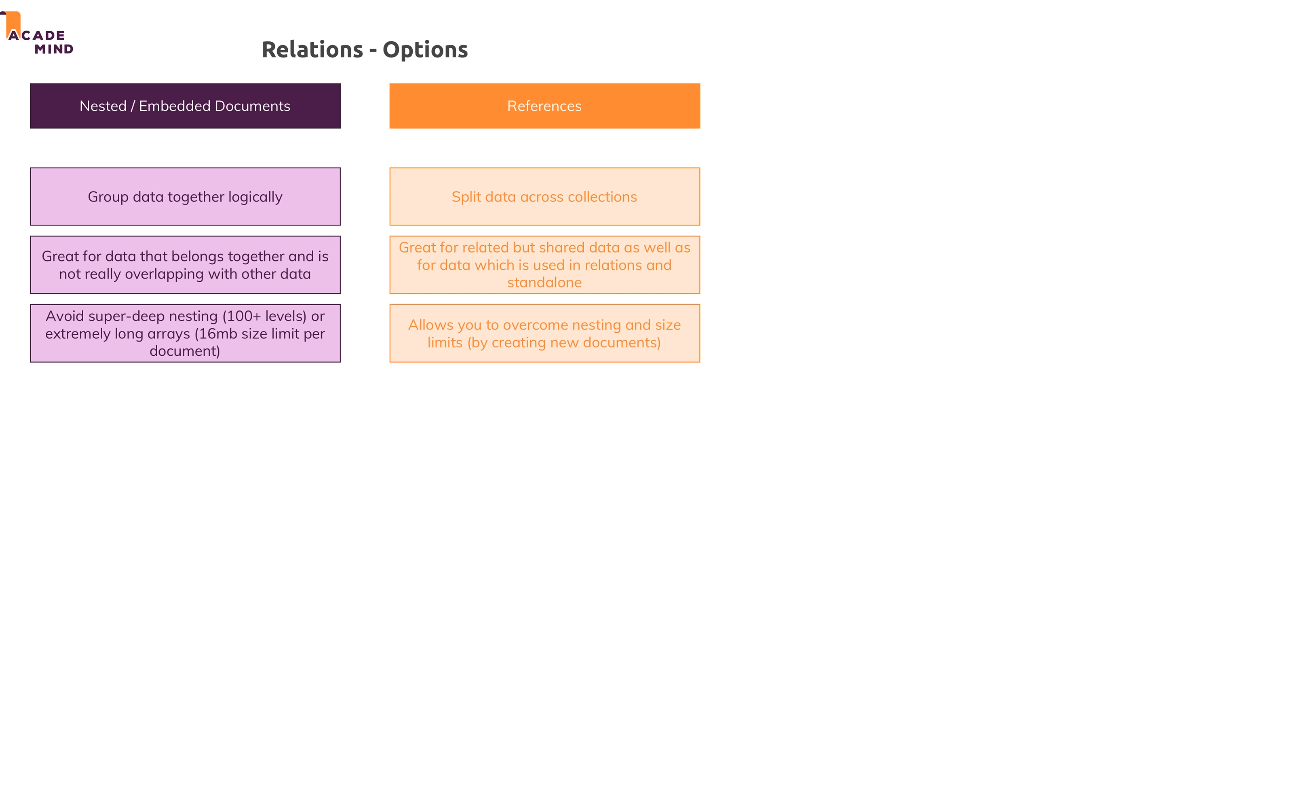 ACADE
MIND
Relations - Options
Nested / Embedded Documents
References
Group data together logically
Split data across collections
Great for data that belongs together and is
not really overlapping with other data
Great for related but shared data as well as
for data which is used in relations and
standalone
Avoid super-deep nesting (100+ levels) or
extremely long arrays (16mb size limit per
document)
Allows you to overcome nesting and size
limits (by creating new documents)